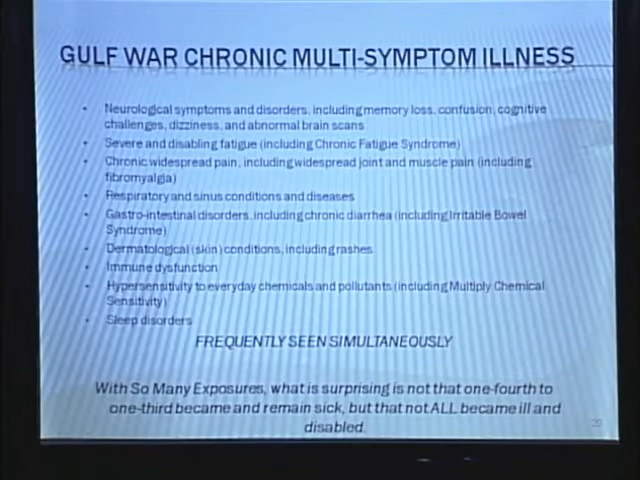 GULF WAR CHRONIC MULTI-SYMPTOM ILLNESS
• Neurological symptoms and disorders, including memory loss, confusion, cognitive
challenges, dizziness, and abnormal brain scans
• Severe and disabling fatigue (including Chronic Fatigue Syndrome)
• Chronic widespread pain, including widespread joint and muscle pain (including
fibromyalgia)
• Respiratory and sinus conditions and diseases
• Gastro-intestinal disorders, including chronic diarrhea (including Irritable Bowel
Syndrome)
• Dermatological (skin) conditions, including rashes
• Immune dysfunction
• Hypersensitivity to everyday chemicals and pollutants (including Multiply Chemical
Sensitivity)
• Sleep disorders
FREQUENTLY SEEN SIMULTANEOUSLY
With So Many Exposures, what is surprising is not that one-fourth to
one-third became and remain sick, but that not ALL became ill and
disabled.